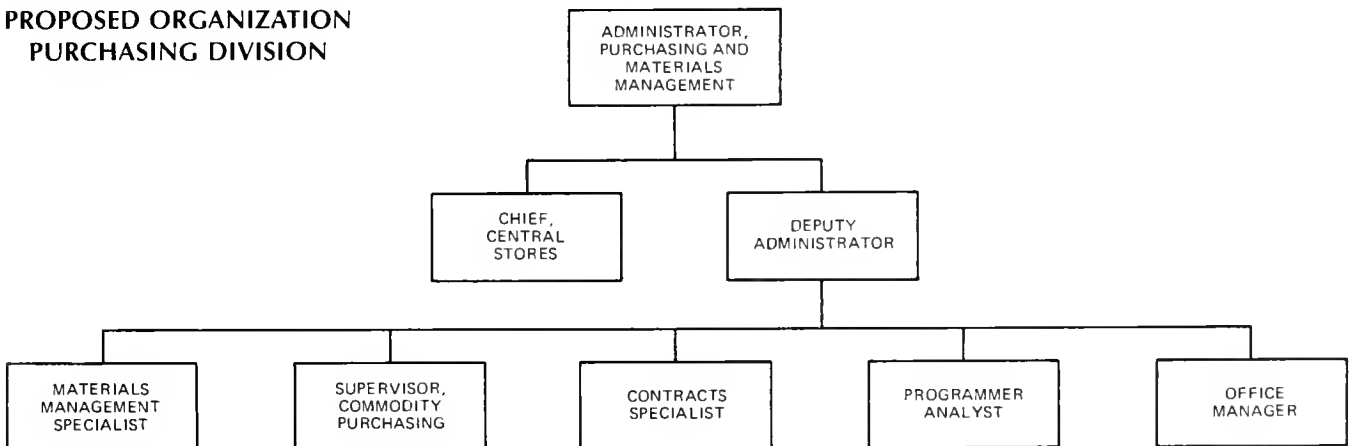 PROPOSED ORGANIZATION
PURCHASING DIVISION
ADMINISTRATOR,
PURCHASING AND
MATERIALS
MANAGEMENT
CHIEF,
CENTRAL
STORES
DEPUTY
ADMINISTRATOR
MATERIALS
MANAGEMENT
SPECIALIST
SUPERVISOR,
COMMODITY
PURCHASING
CONTRACTS
SPECIALIST
PROGRAMMER
ANALYST
OFFICE
MANAGER